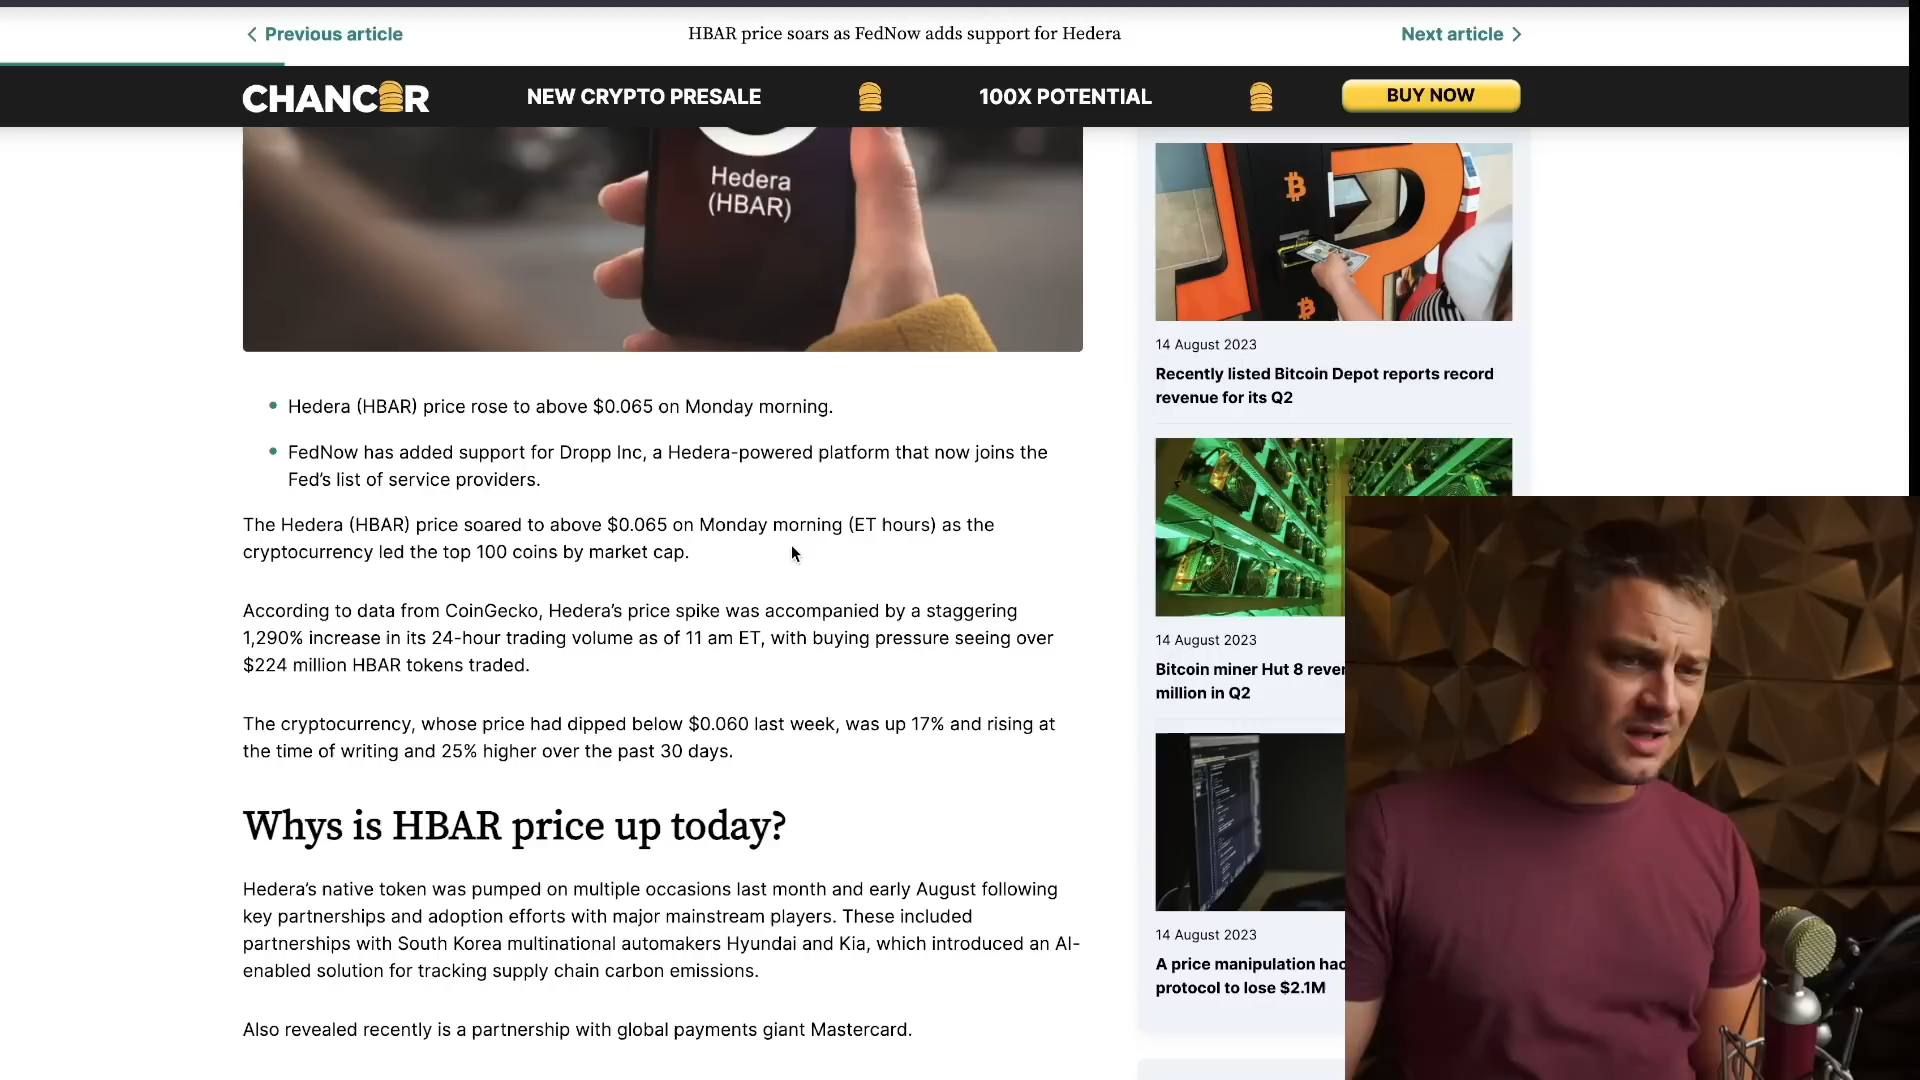 Previous article
HBAR price soars as FedNow adds support for Hedera
Next article
CHANCER
NEW CRYPTO PRESALE
100X POTENTIAL
BUY NOW
Hedera
(HBAR)
Hedera (HBAR) price rose to above $0.065 on Monday morning.
FedNow has added support for Dropp Inc, a Hedera-powered platform that now joins the
Fed’s list of service providers.
The Hedera (HBAR) price soared to above $0.065 on Monday morning (ET hours) as the
cryptocurrency led the top 100 coins by market cap.
According to data from CoinGecko, Hedera’s price spike was accompanied by a staggering
1,290% increase in its 24-hour trading volume as of 11 am ET, with buying pressure seeing over
$224 million HBAR tokens traded.
The cryptocurrency, whose price had dipped below $0.060 last week, was up 17% and rising at
the time of writing and 25% higher over the past 30 days.
Whys is HBAR price up today?
Hedera’s native token was pumped on multiple occasions last month and early August following
key partnerships and adoption efforts with major mainstream players. These included
partnerships with South Korea multinational automakers Hyundai and Kia, which introduced an AI-
enabled solution for tracking supply chain carbon emissions.
Also revealed recently is a partnership with global payments giant Mastercard.
14 August 2023
Recently listed Bitcoin Depot reports record
revenue for its Q2
14 August 2023
Bitcoin miner Hut 8
million in Q2
14 August 2023
A price manipulation
protocol to lose $2.1M